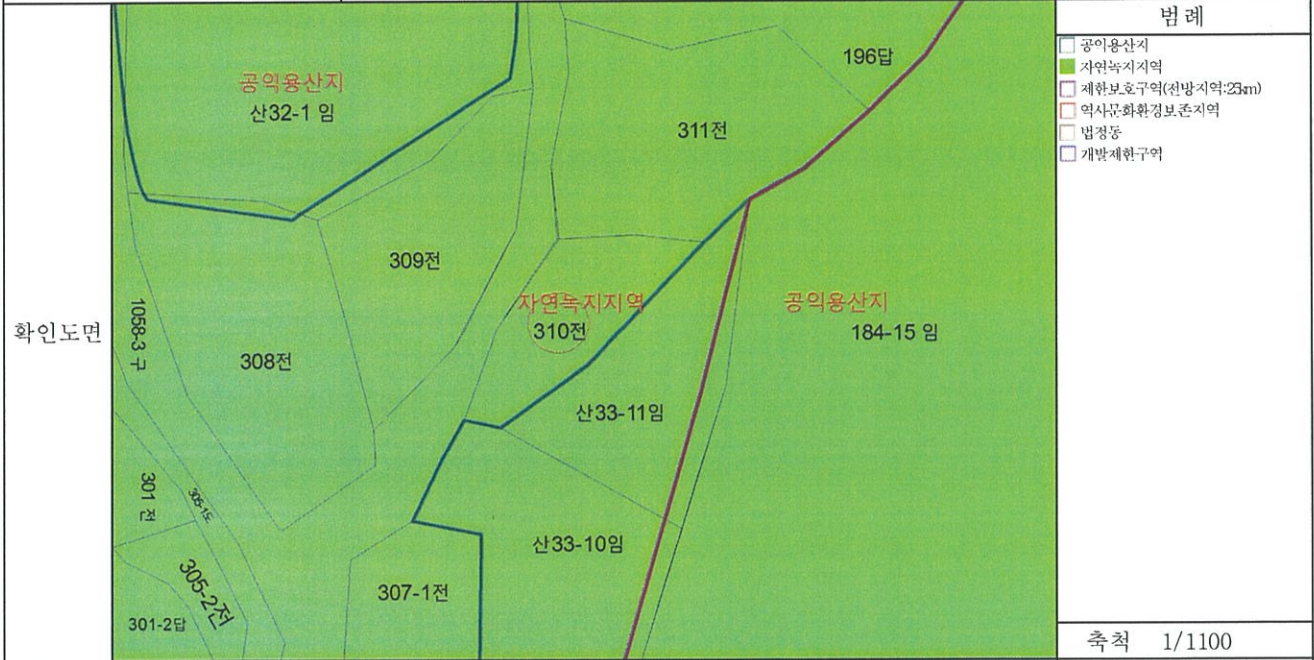 확인도면
공익용산지
산32-1 임
196답
311전
309전
자연녹지지역
310전
공익용산지
184-15 임
1058-3 구
308전
산33-11임
301 전
산33-10임
305-2전
307-1전
301-2답
범례
공익용산지
자연녹지지역
제한보호구역(전방지역:25km)
역사문화환경보존지역
법정동
개발제한구역
축척 1/1100